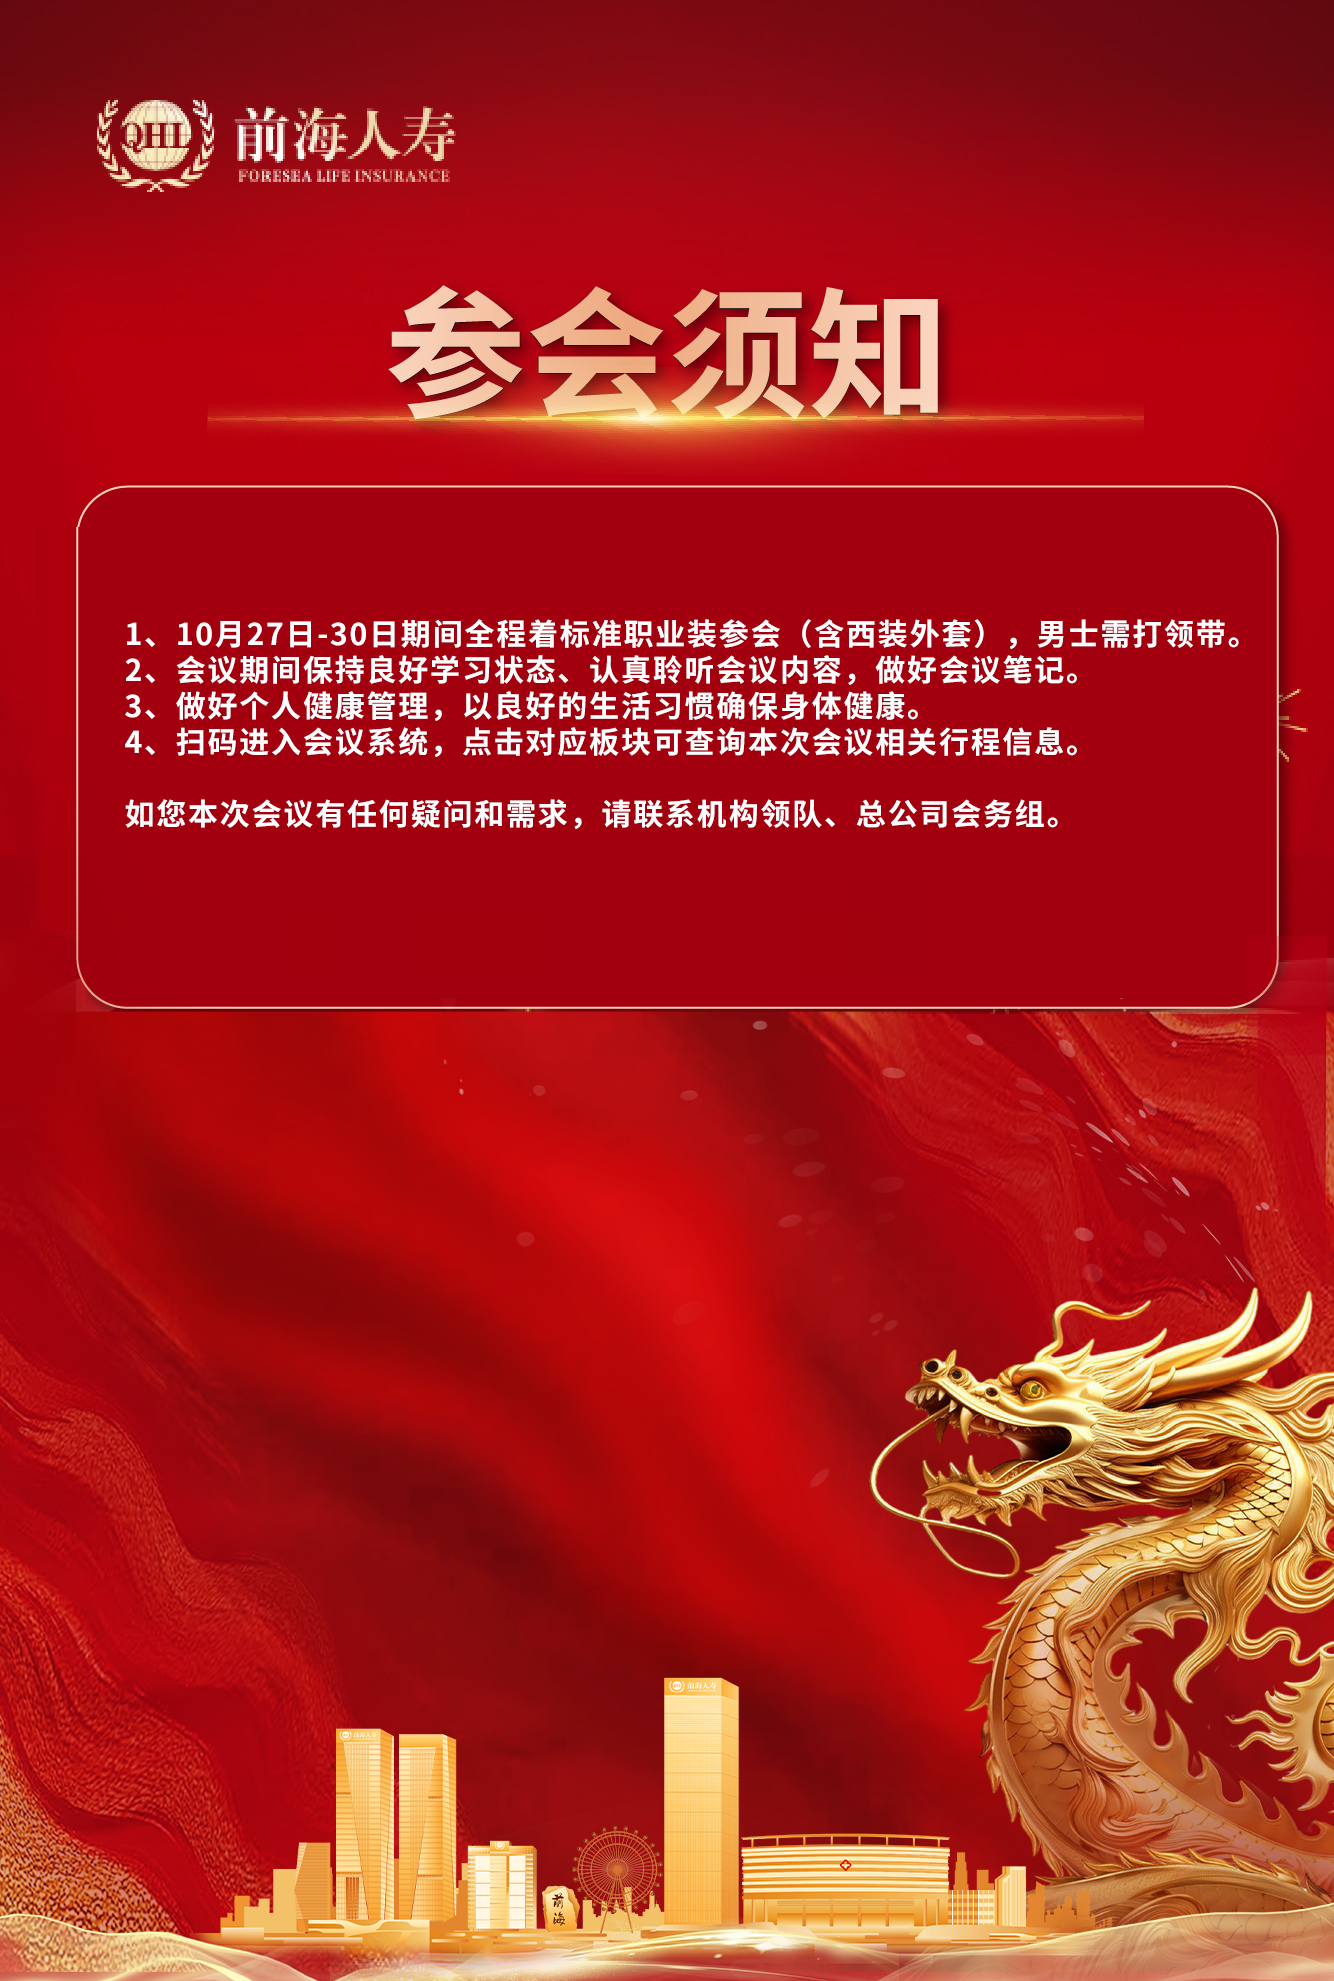 QHI
前海人寿
FORESEA LIFE INSURANCE
参会须知
1、10月27日-30日期间全程着标准职业装参会（含西装外套），男士需打领带。
2、会议期间保持良好学习状态、认真聆听会议内容，做好会议笔记。
3、做好个人健康管理，以良好的生活习惯确保身体健康。
4、扫码进入会议系统，点击对应板块可查询本次会议相关行程信息。
如您本次会议有任何疑问和需求，请联系机构领队、总公司会务组。
前海人寿
前海人寿
前海